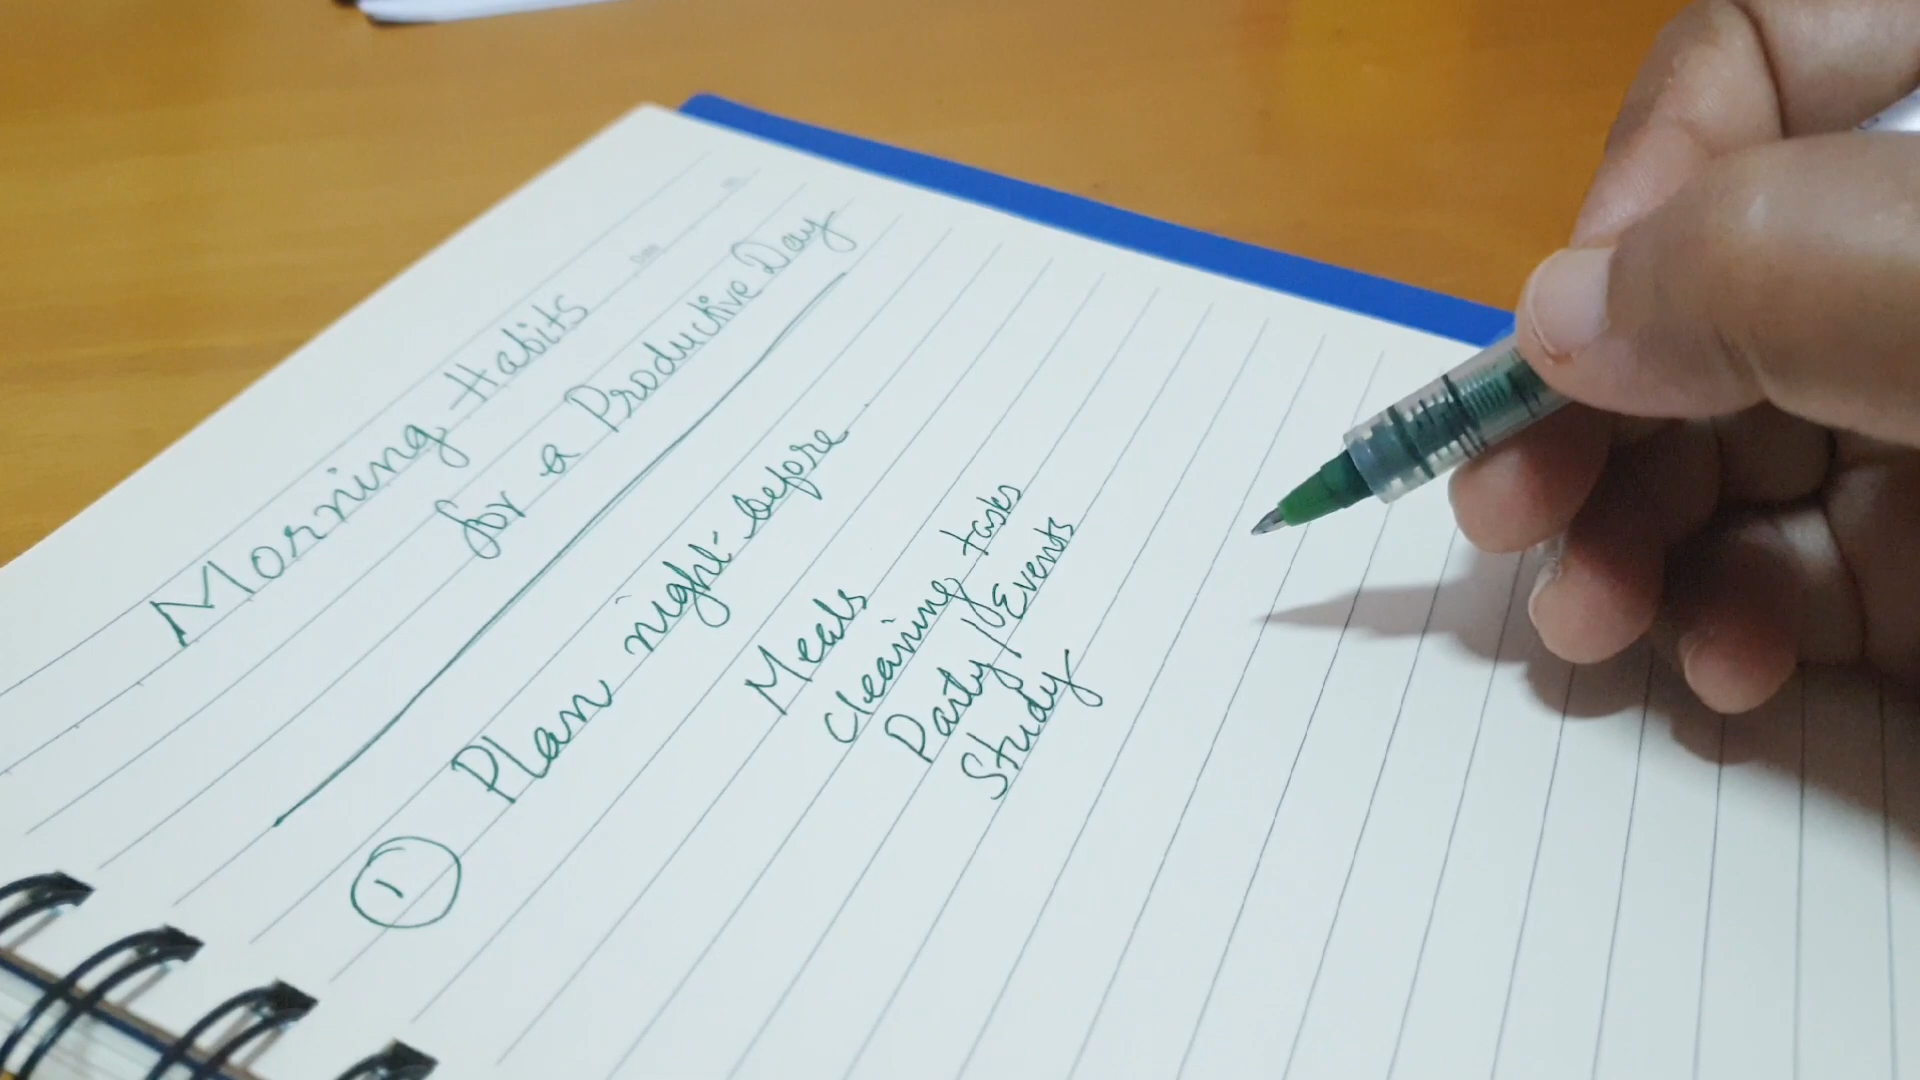 Morning Habits
for a Productive Day
① Plan night before
Meals
Cleaning tasks
Party / Events
Study